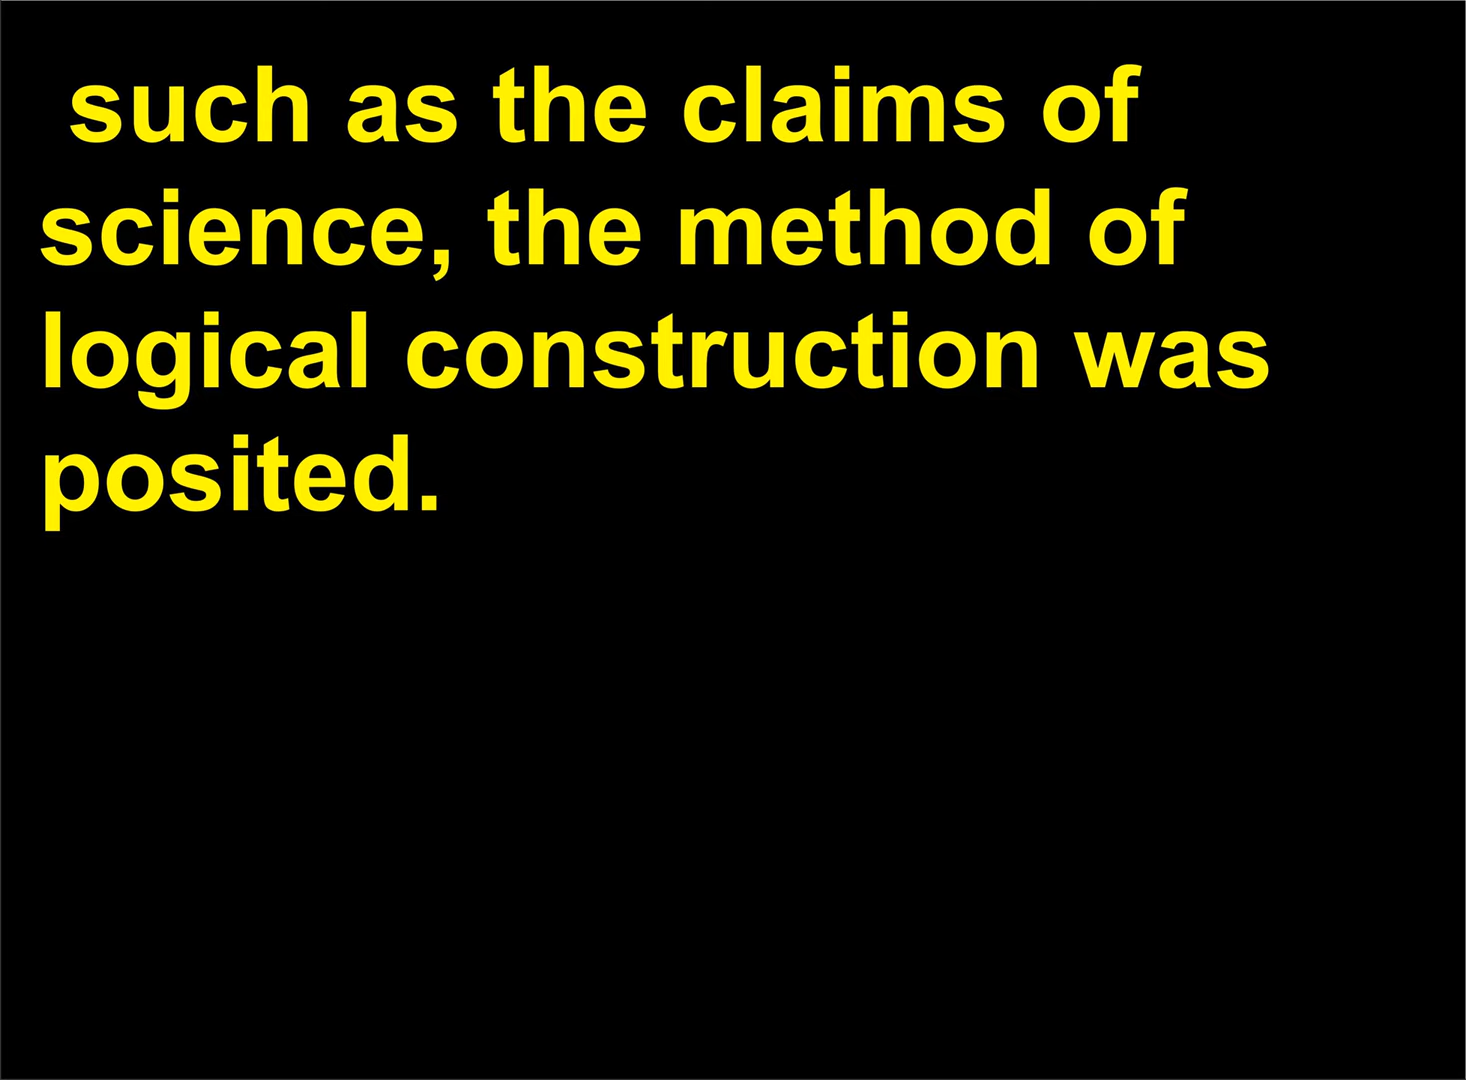 such as the claims of
science, the method of
logical construction was
posited.